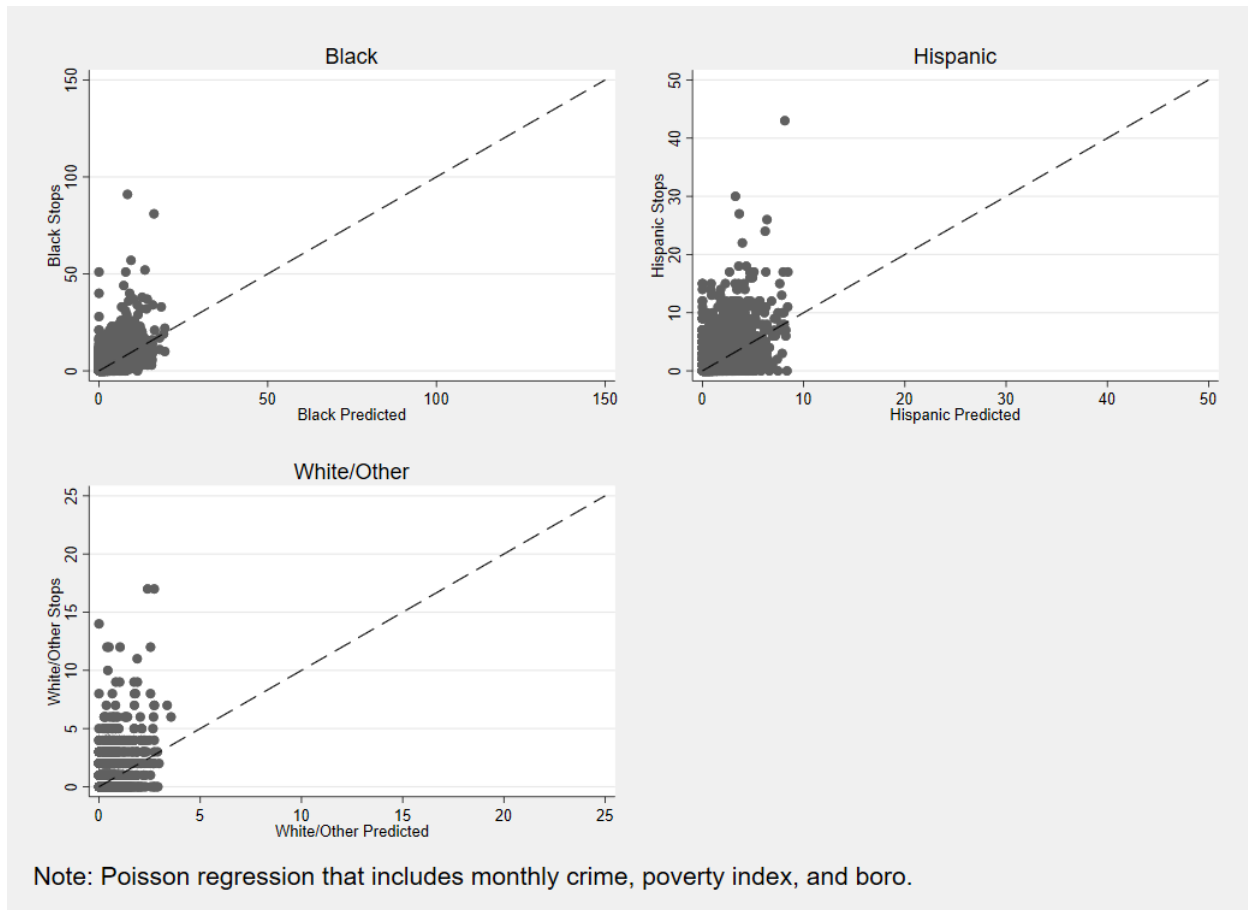 Black
150
100
50
0
Black Stops
0 50 100 150
Black Predicted
Hispanic
50
40
30
20
10
0
Hispanic Stops
0 10 20 30 40 50
Hispanic Predicted
White/Other
25
20
15
10
5
0
White/Other Stops
0 5 10 15 20 25
White/Other Predicted
Note: Poisson regression that includes monthly crime, poverty index, and boro.